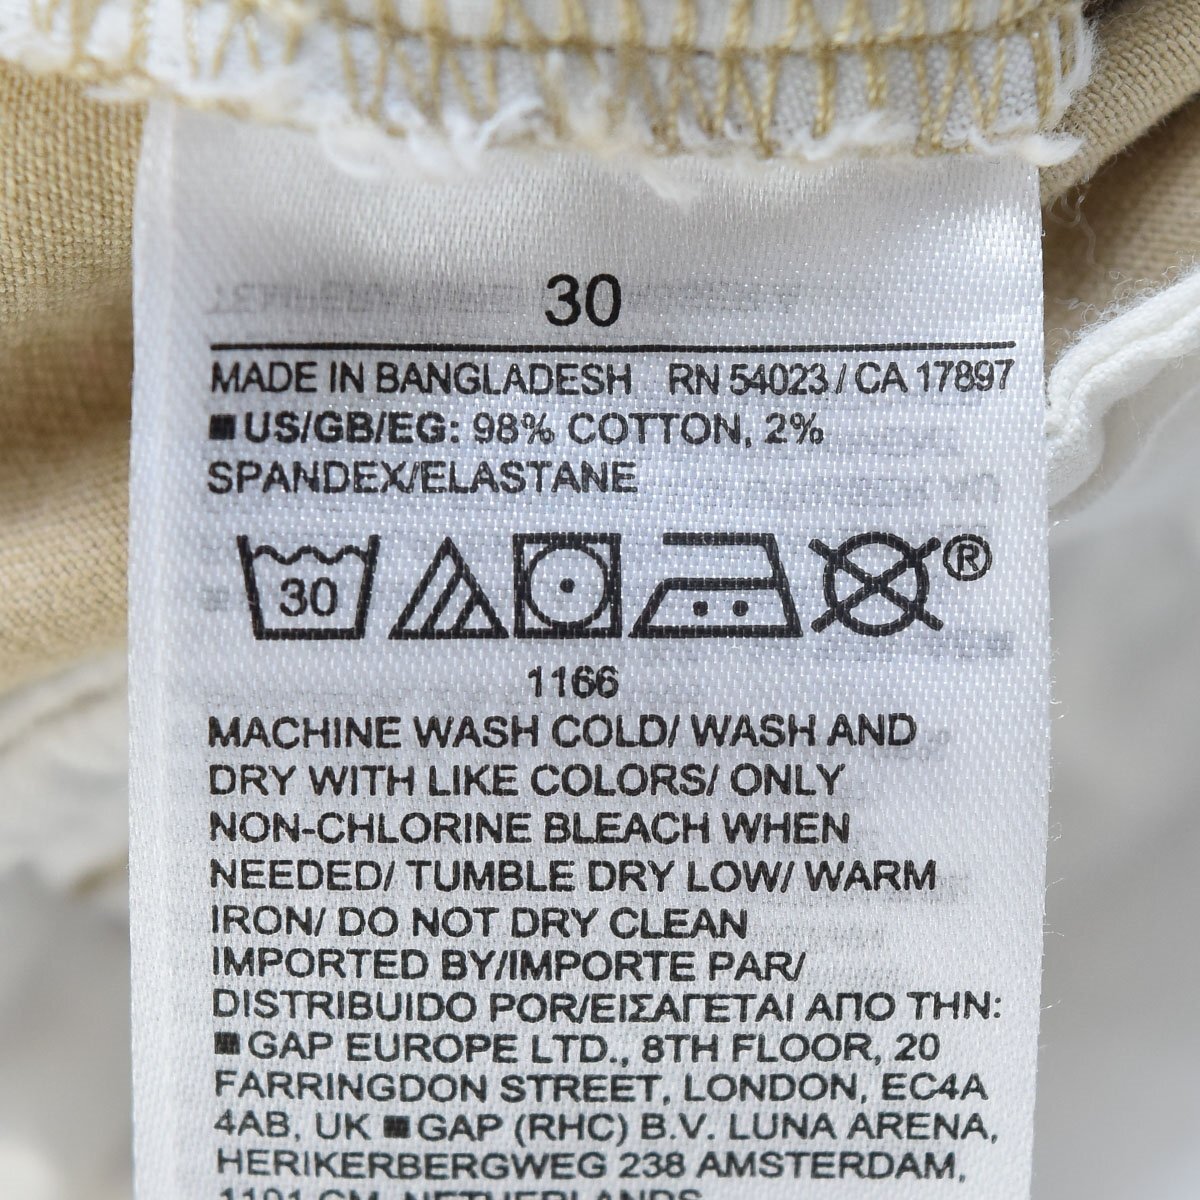 30
MADE IN BANGLADESH RN 54023 / CA 17897
■ US/GB/EG: 98% COTTON, 2%
SPANDEX/ELASTANE
30
®
1166
MACHINE WASH COLD/ WASH AND
DRY WITH LIKE COLORS/ ONLY
NON-CHLORINE BLEACH WHEN
NEEDED/ TUMBLE DRY LOW/ WARM
IRON/ DO NOT DRY CLEAN
IMPORTED BY/IMPORTE PAR/
DISTRIBUIDO POR/ΕΙΣΑΓΕΤΑΙ ΑΠΟ ΤΗΝ:
■ GAP EUROPE LTD., 8TH FLOOR, 20
FARRINGDON STREET, LONDON, EC4A
4AB, UK ■ GAP (RHC) B.V. LUNA ARENA,
HERIKERBERGWEG 238 AMSTERDAM,
1101 CM, NETHERLANDS